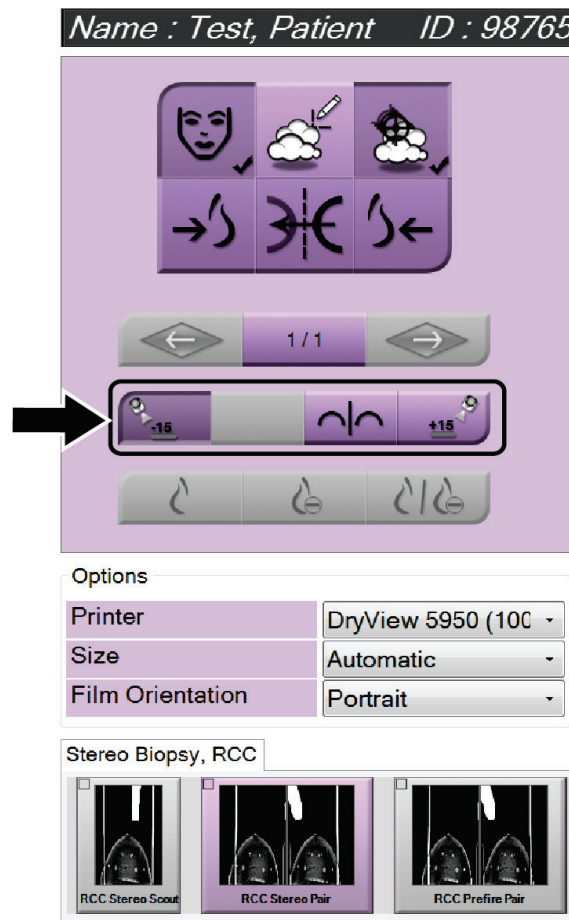 Name : Test, Patient ID : 98765
1 / 1
-15 +15
Options
Printer DryView 5950 (100
Size Automatic
Film Orientation Portrait
Stereo Biopsy, RCC
RCC Stereo Scout RCC Stereo Pair RCC Prefire Pair